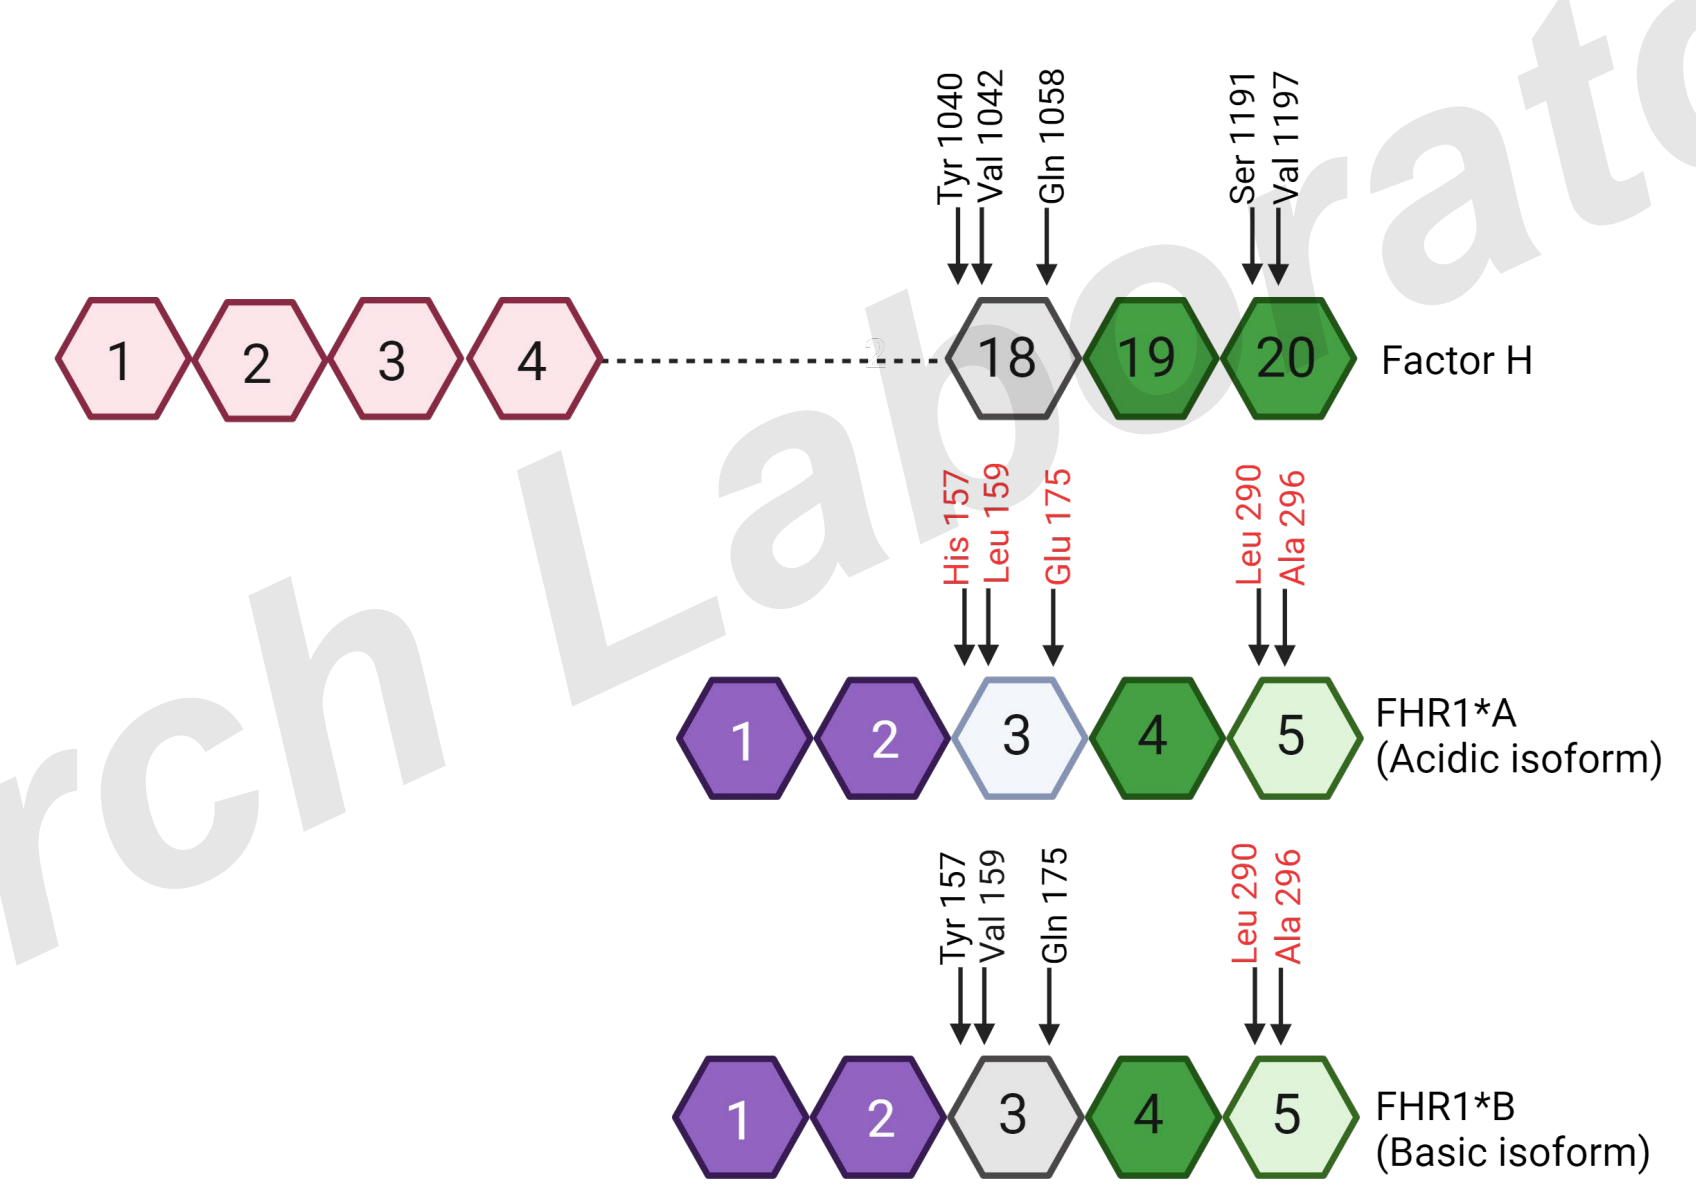 Tyr 1040
Val 1042
Gln 1058
Ser 1191
Val 1197
1 2 3 4 2 18 19 20 Factor H
His 157
Leu 159
Glu 175
Leu 290
Ala 296
1 2 3 4 5 FHR1*A
(Acidic isoform)
Tyr 157
Val 159
Gln 175
Leu 290
Ala 296
1 2 3 4 5 FHR1*B
(Basic isoform)
rch Laborato